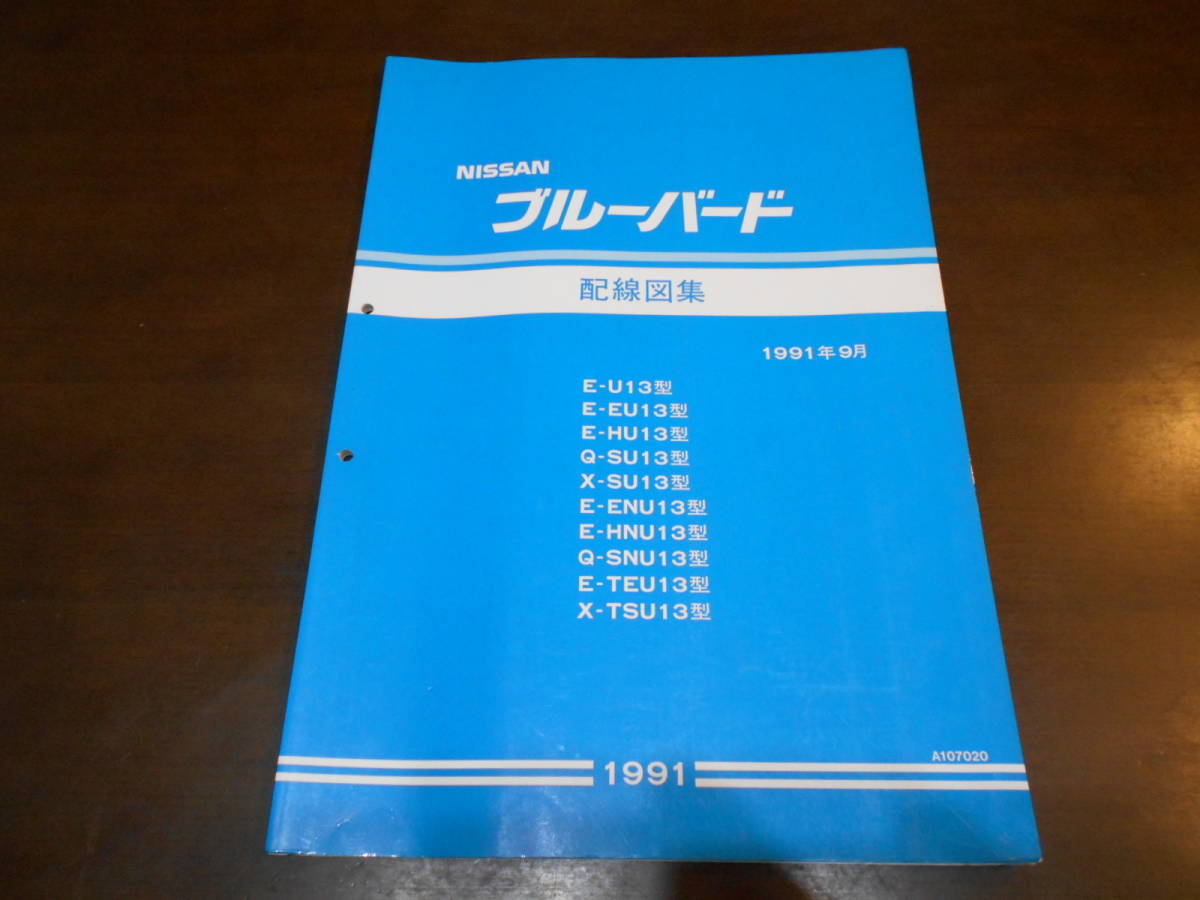 NISSAN
ブルーバード
配線図集
1991年9月
E-U13型
E-EU13型
E-HU13型
Q-SU13型
X-SU13型
E-ENU13型
E-HNU13型
Q-SNU13型
E-TEU13型
X-TSU13型
A107020
1991